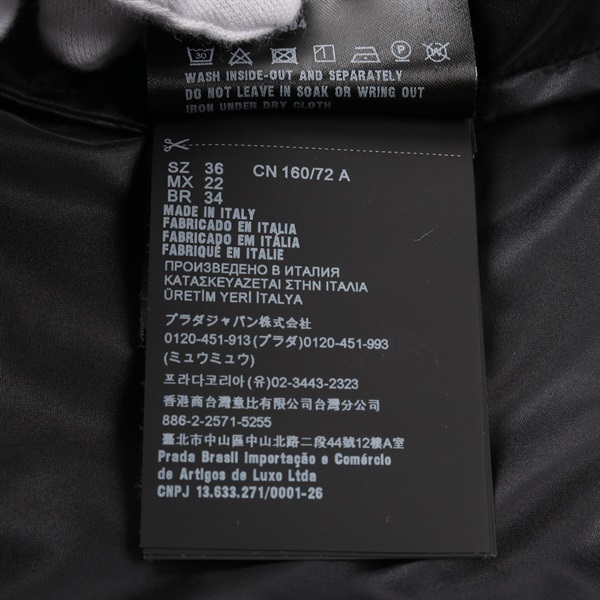 30
WASH INSIDE-OUT AND SEPARATELY
DO NOT LEAVE IN SOAK OR WRING OUT
IRON UNDER DRY CLOTH
SZ 36 CN 160/72 A
MX 22
BR 34
MADE IN ITALY
FABRICADO EN ITALIA
FABRICADO EM ITÁLIA
FABRIQUÉ EN ITALIE
ПРОИЗВЕДЕНО В ИТАЛИЯ
ΚΑΤΑΣΚΕΥΑΖΕΤΑΙ ΣΤΗΝ ΙΤΑΛΙΑ
ÜRETİM YERİ İTALYA
プラダジャパン株式会社
0120-451-913(プラダ)0120-451-993
(ミュウミュウ)
프라다코리아(유)02-3443-2323
香港商台灣意比有限公司台灣分公司
886-2-2571-5255
臺北市中山區中山北路二段44號12A室
Prada Brasil Importação e Comércio
de Artigos de Luxo Ltda
CNPJ 13.633.271/0001-26